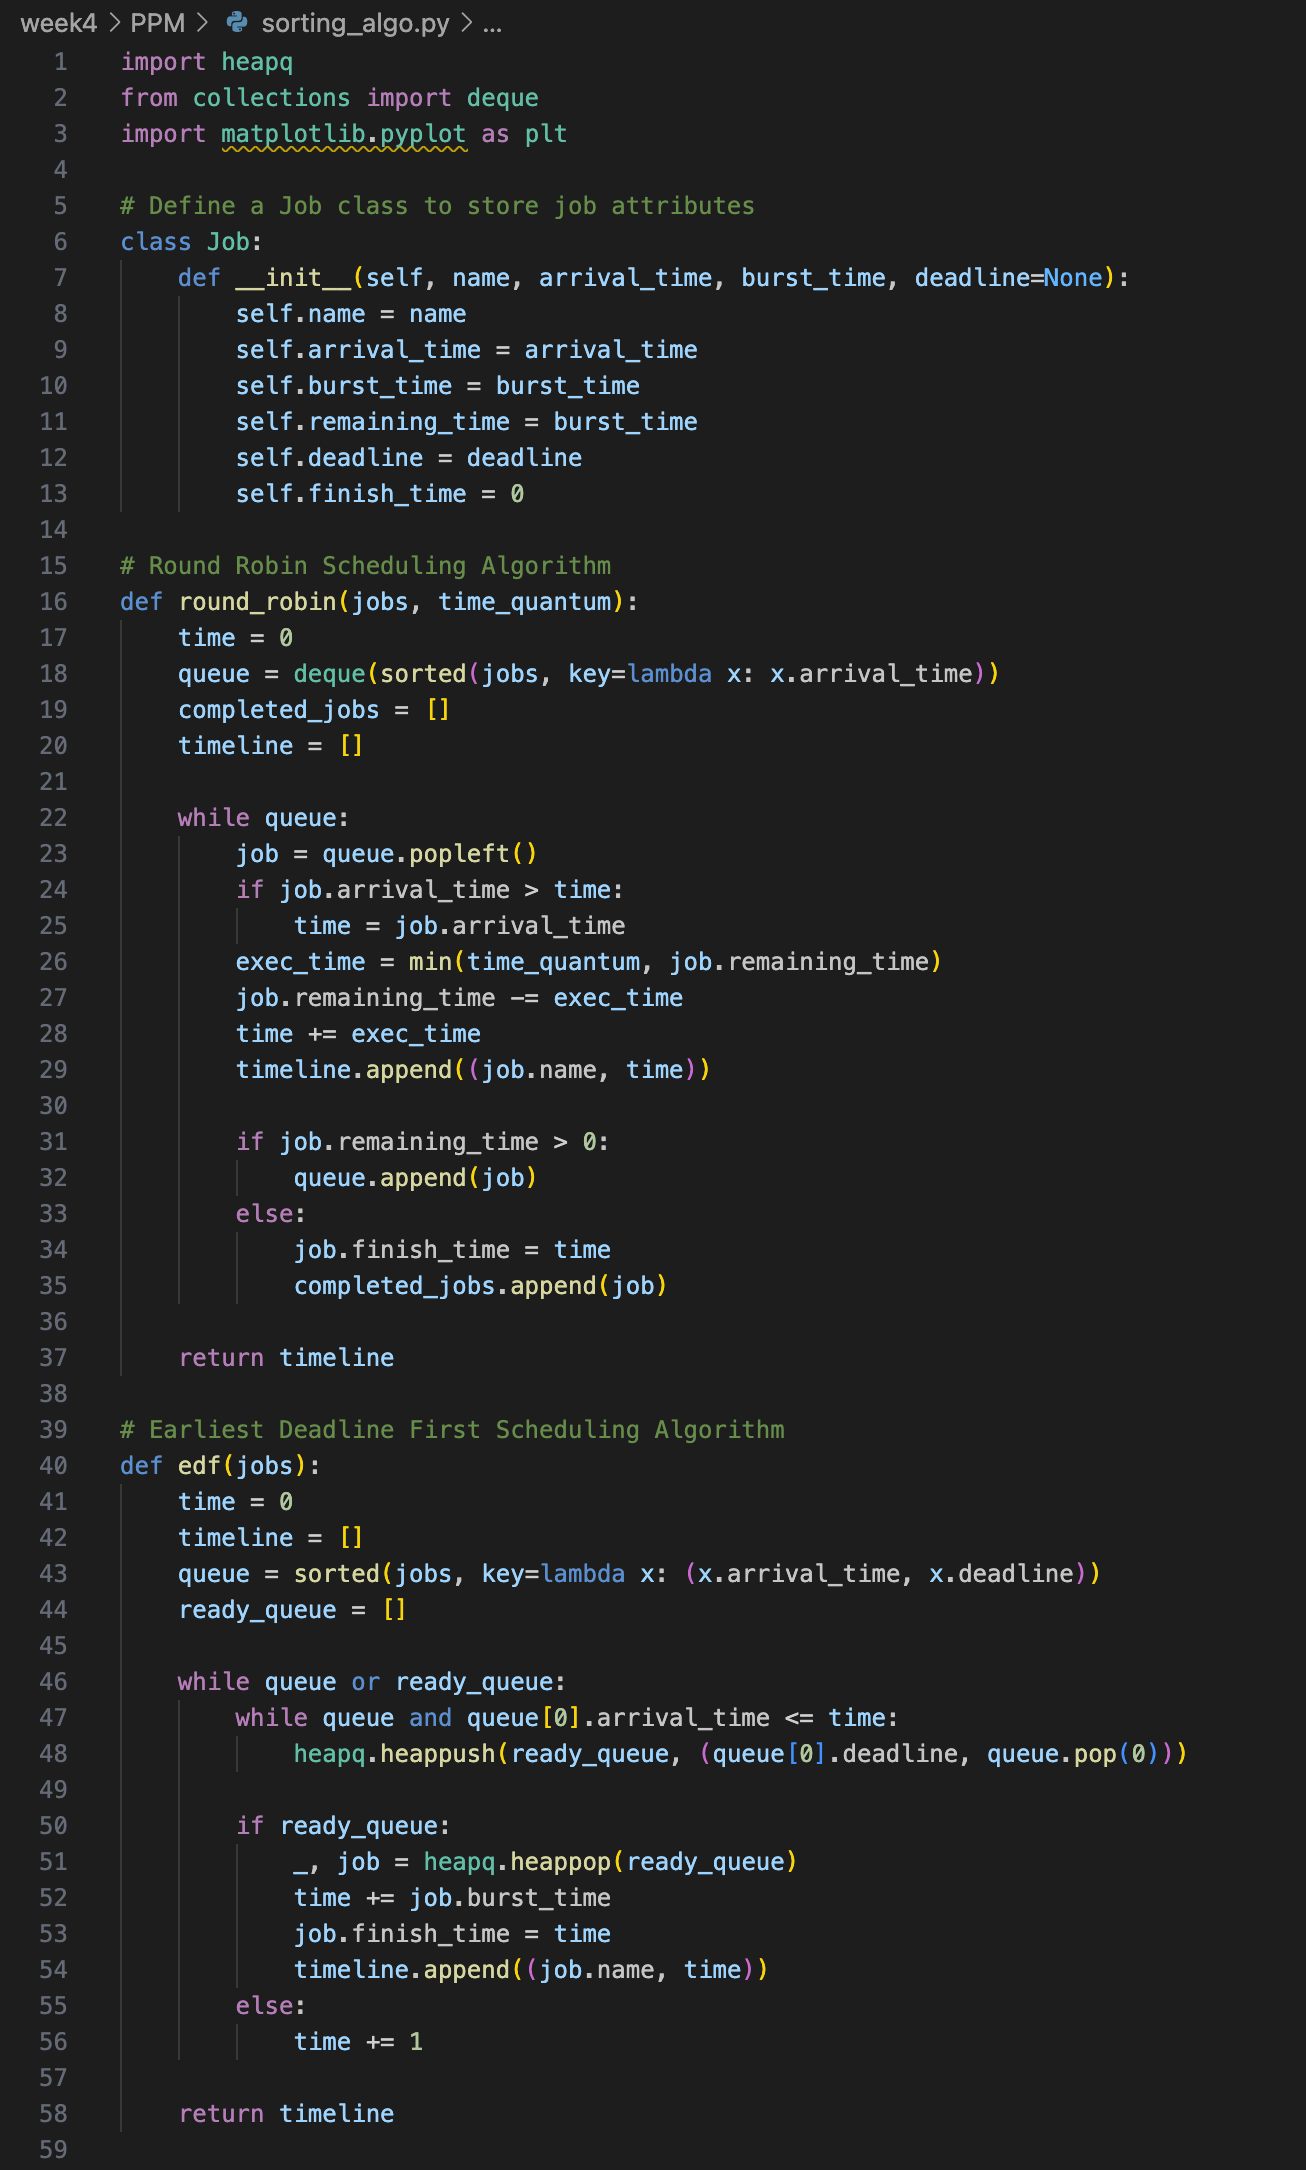 week4 > PPM > sorting_algo.py > ...
1 import heapq
2 from collections import deque
3 import matplotlib.pyplot as plt
4
5 # Define a Job class to store job attributes
6 class Job:
7     def __init__(self, name, arrival_time, burst_time, deadline=None):
8         self.name = name
9         self.arrival_time = arrival_time
10         self.burst_time = burst_time
11         self.remaining_time = burst_time
12         self.deadline = deadline
13         self.finish_time = 0
14
15 # Round Robin Scheduling Algorithm
16 def round_robin(jobs, time_quantum):
17     time = 0
18     queue = deque(sorted(jobs, key=lambda x: x.arrival_time))
19     completed_jobs = []
20     timeline = []
21
22     while queue:
23         job = queue.popleft()
24         if job.arrival_time > time:
25             time = job.arrival_time
26         exec_time = min(time_quantum, job.remaining_time)
27         job.remaining_time -= exec_time
28         time += exec_time
29         timeline.append((job.name, time))
30
31         if job.remaining_time > 0:
32             queue.append(job)
33         else:
34             job.finish_time = time
35             completed_jobs.append(job)
36
37     return timeline
38
39 # Earliest Deadline First Scheduling Algorithm
40 def edf(jobs):
41     time = 0
42     timeline = []
43     queue = sorted(jobs, key=lambda x: (x.arrival_time, x.deadline))
44     ready_queue = []
45
46     while queue or ready_queue:
47         while queue and queue[0].arrival_time <= time:
48             heapq.heappush(ready_queue, (queue[0].deadline, queue.pop(0)))
49
50         if ready_queue:
51             _, job = heapq.heappop(ready_queue)
52             time += job.burst_time
53             job.finish_time = time
54             timeline.append((job.name, time))
55         else:
56             time += 1
57
58     return timeline
59